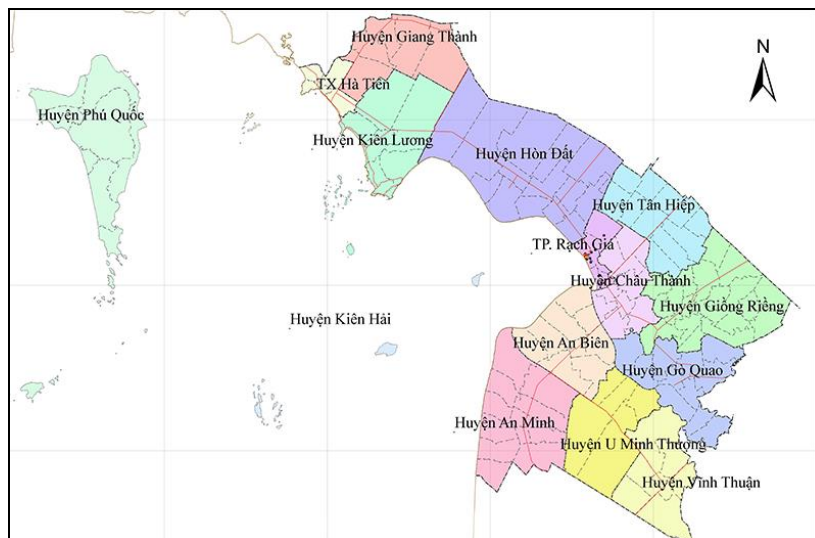 N
Huyện Giang Thành
TX Hà Tiên
Huyện Phú Quốc
Huyện Kiên Lương
Huyện Hòn Đất
Huyện Tân Hiệp
TP. Rạch Giá
Huyện Châu Thành
Huyện Giồng Riềng
Huyện Kiên Hải
Huyện An Biên
Huyện Gò Quao
Huyện An Minh
Huyện U Minh Thượng
Huyện Vĩnh Thuận